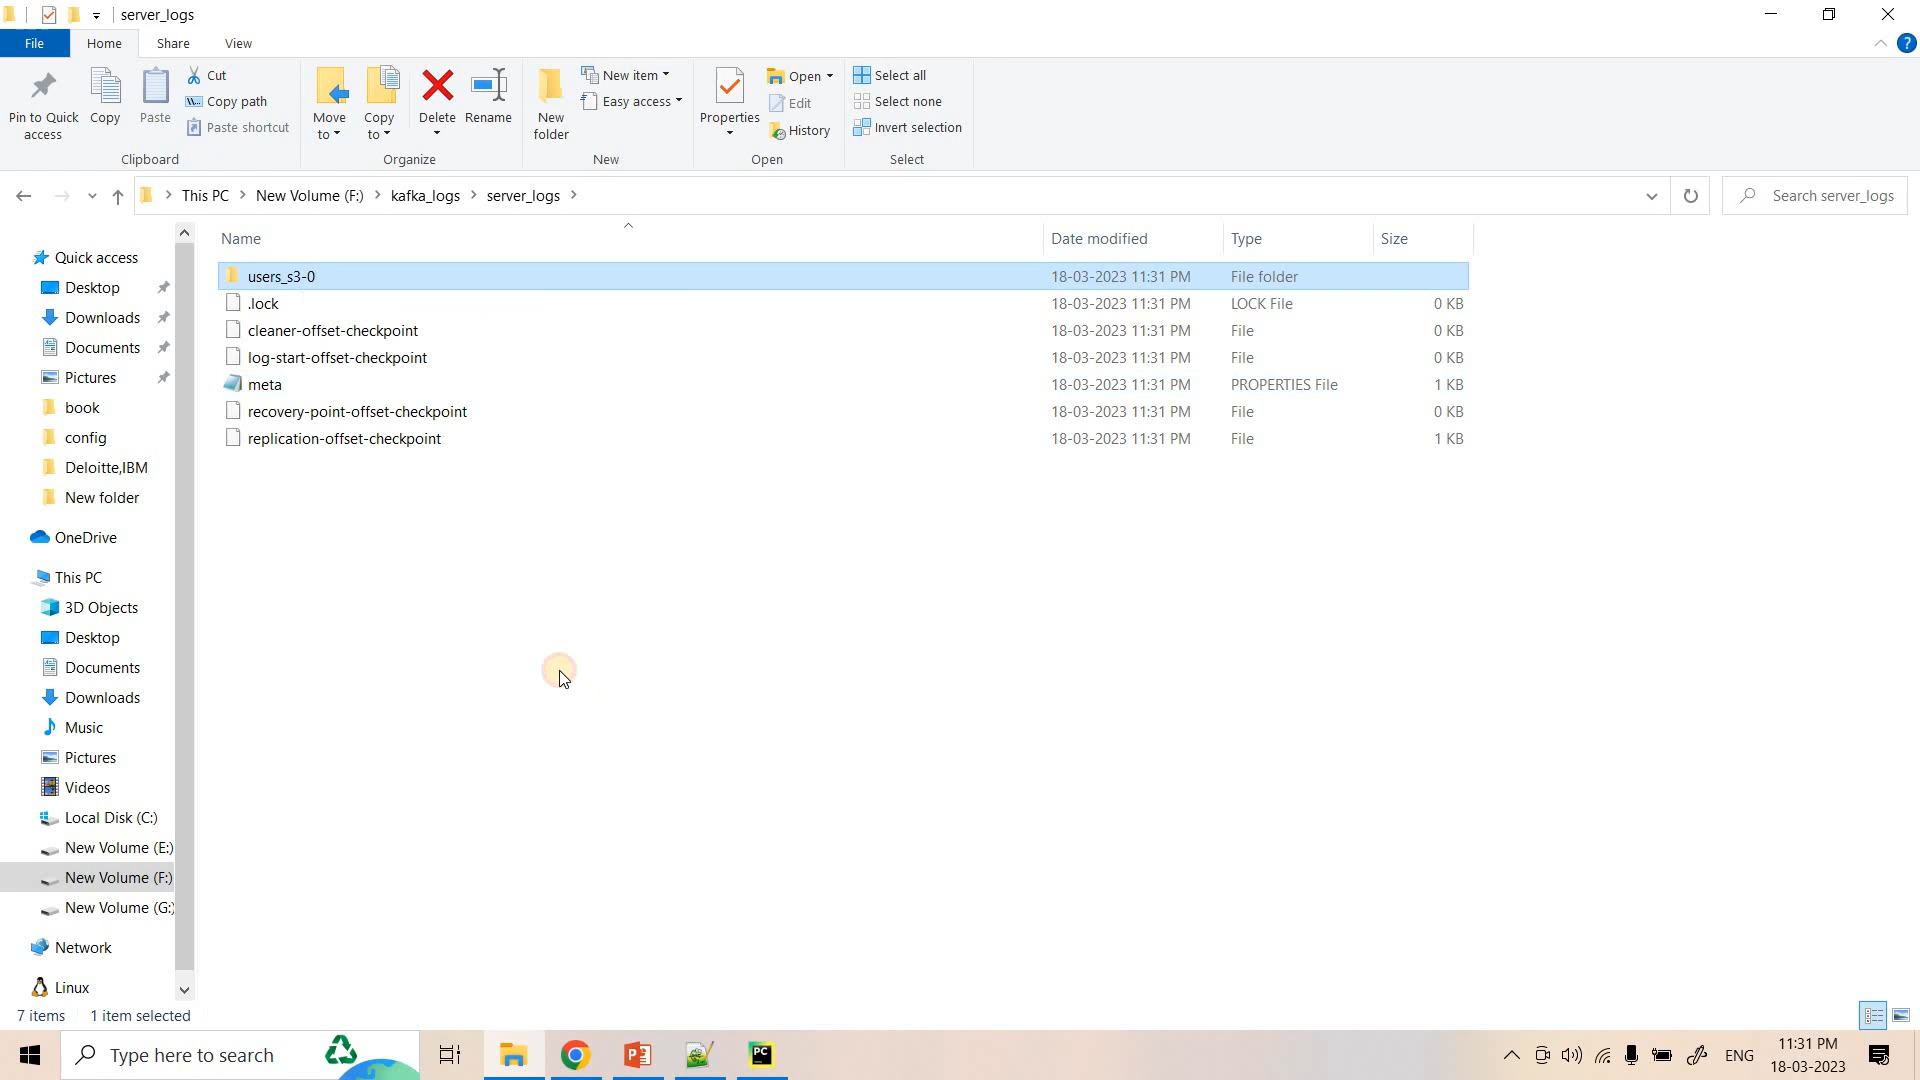 server_logs
File Home Share View
Pin to Quick access
Copy
Paste
Cut
Copy path
Paste shortcut
Clipboard
Move to
Copy to
Delete
Rename
Organize
New folder
New item
Easy access
New
Properties
Open
Edit
History
Open
Select all
Select none
Invert selection
Select
This PC New Volume (F:) kafka_logs server_logs
Search server_logs
Name Date modified Type Size
users_s3-0 18-03-2023 11:31 PM File folder
.lock 18-03-2023 11:31 PM LOCK File 0 KB
cleaner-offset-checkpoint 18-03-2023 11:31 PM File 0 KB
log-start-offset-checkpoint 18-03-2023 11:31 PM File 0 KB
meta 18-03-2023 11:31 PM PROPERTIES File 1 KB
recovery-point-offset-checkpoint 18-03-2023 11:31 PM File 0 KB
replication-offset-checkpoint 18-03-2023 11:31 PM File 1 KB
Quick access
Desktop
Downloads
Documents
Pictures
book
config
Deloitte,IBM
New folder
OneDrive
This PC
3D Objects
Desktop
Documents
Downloads
Music
Pictures
Videos
Local Disk (C:)
New Volume (E:)
New Volume (F:)
New Volume (G:)
Network
Linux
7 items 1 item selected
Type here to search
PC
ENG
11:31 PM
18-03-2023